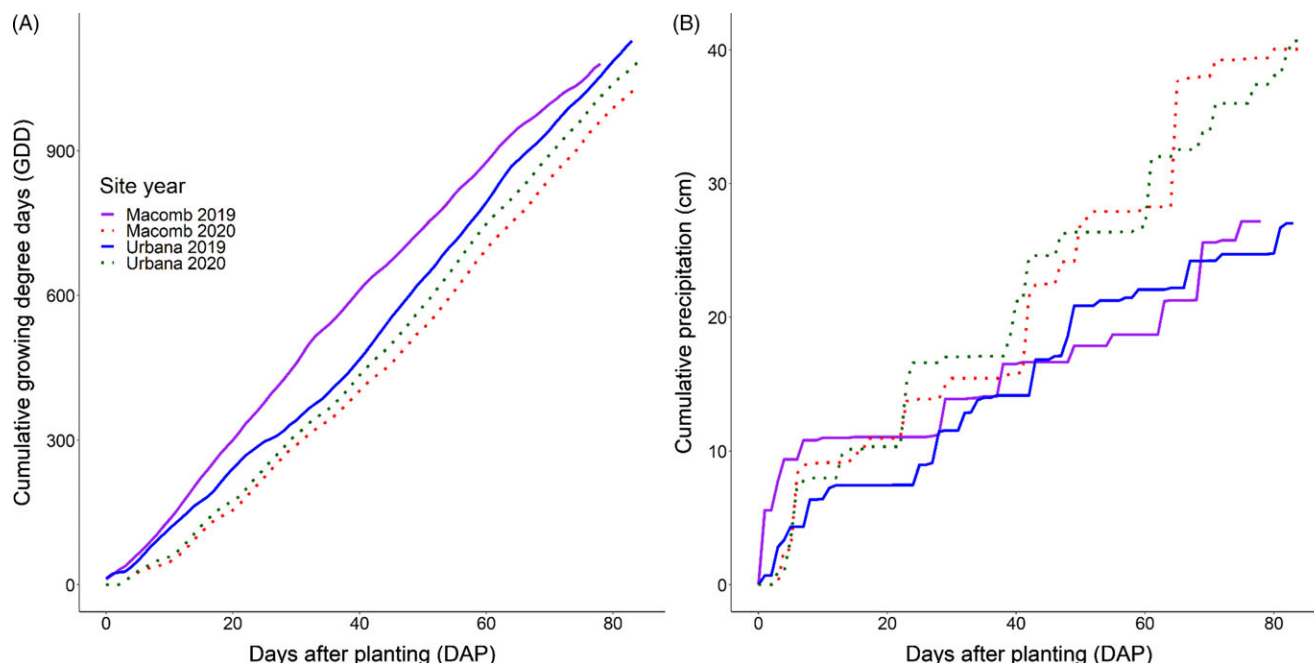 (A)
Cumulative growing degree days (GDD)
900
600
300
0
Site year
Macomb 2019
Macomb 2020
Urbana 2019
Urbana 2020
0 20 40 60 80
Days after planting (DAP)
(B)
Cumulative precipitation (cm)
40
30
20
10
0
0 20 40 60 80
Days after planting (DAP)